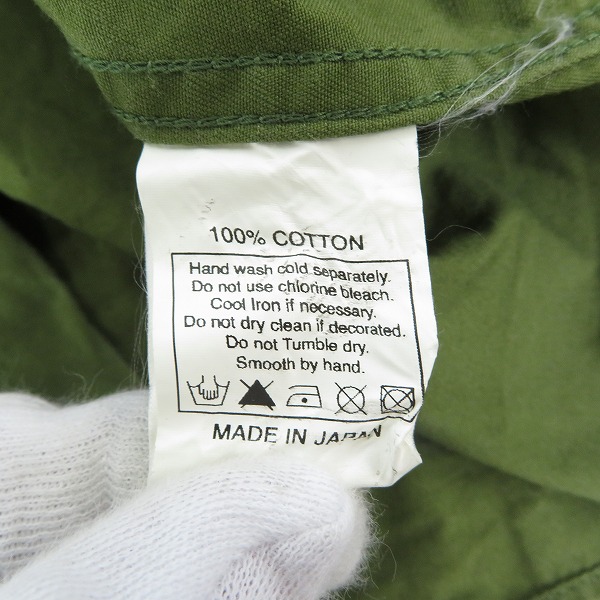 100% COTTON
Hand wash cold separately.
Do not use chlorine bleach.
Cool Iron if necessary.
Do not dry clean if decorated.
Do not Tumble dry.
Smooth by hand.
MADE IN JAPAN